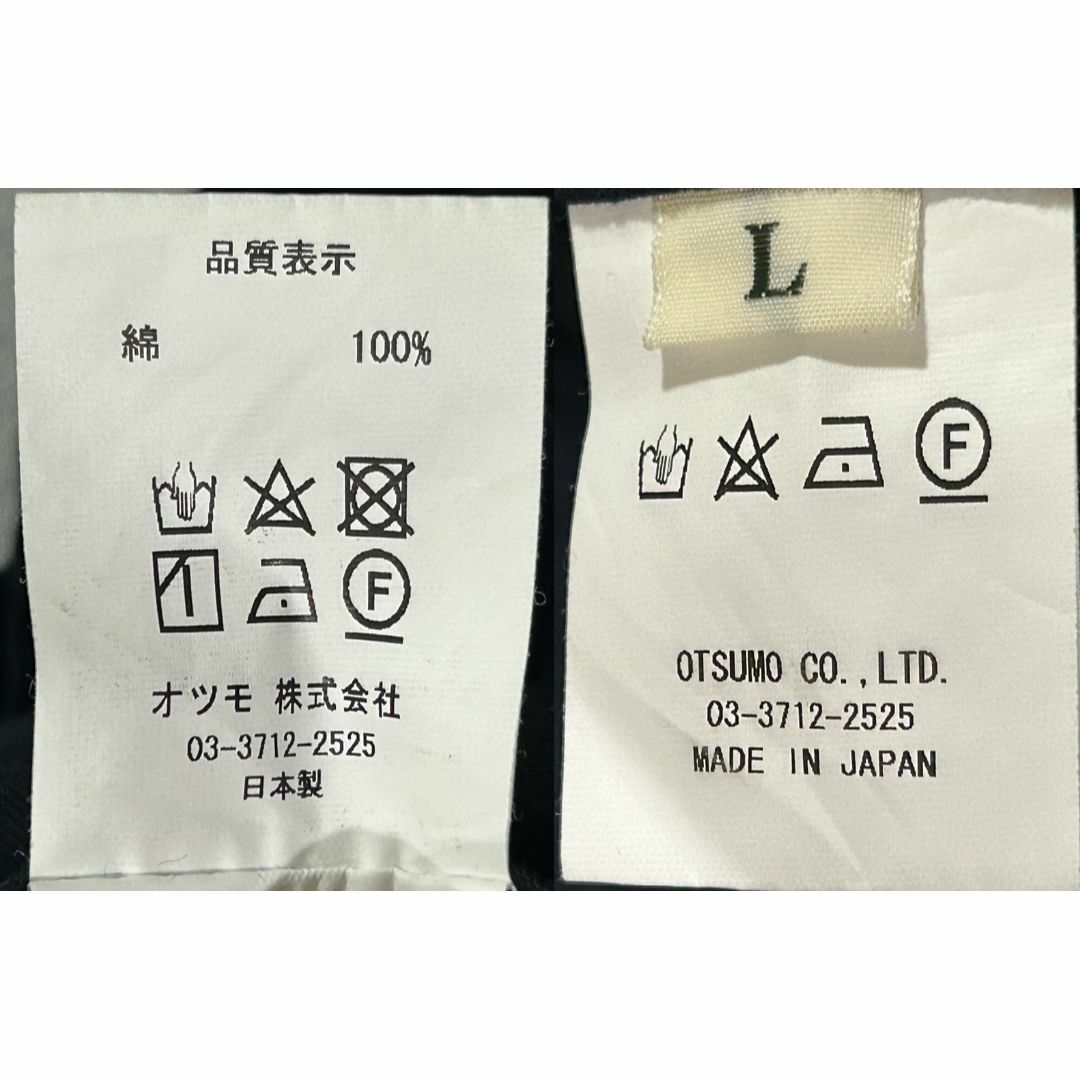 品質表示
綿 100%
F
オツモ 株式会社
03-3712-2525
日本製
L
F
OTSUMO CO.,LTD.
03-3712-2525
MADE IN JAPAN